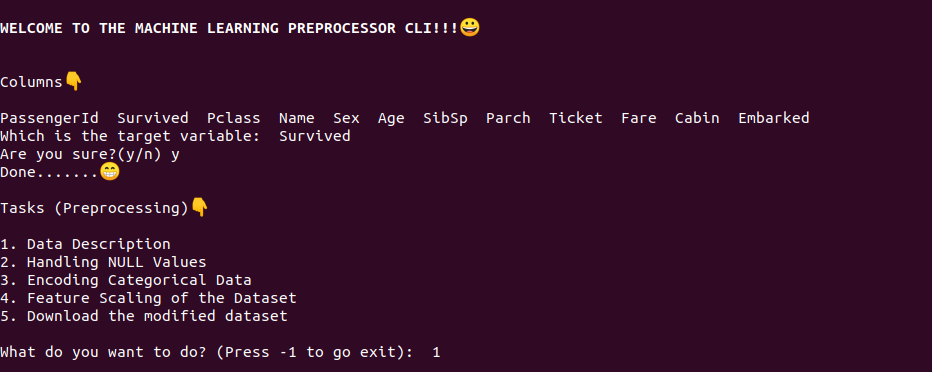 WELCOME TO THE MACHINE LEARNING PREPROCESSOR CLI!!!😀
Columns👇
PassengerId  Survived  Pclass  Name  Sex  Age  SibSp  Parch  Ticket  Fare  Cabin  Embarked
Which is the target variable:  Survived
Are you sure?(y/n) y
Done.......😁
Tasks (Preprocessing)👇
1. Data Description
2. Handling NULL Values
3. Encoding Categorical Data
4. Feature Scaling of the Dataset
5. Download the modified dataset
What do you want to do? (Press -1 to go exit):  1